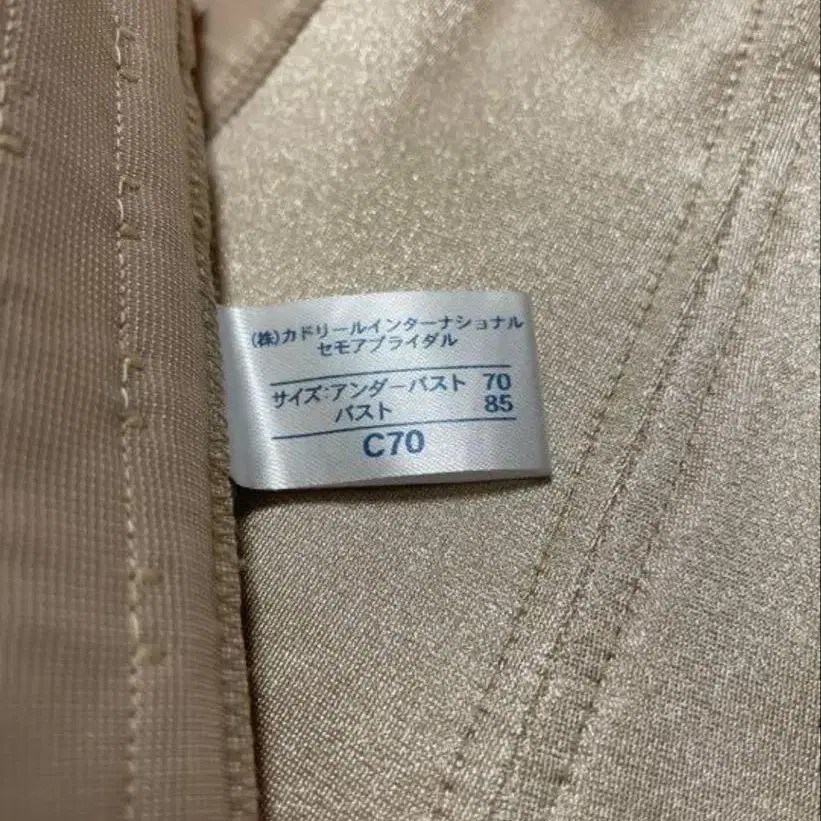 (株)カドリールインターナショナル
セモアブライダル
サイズ:アンダーバスト 70
バスト 85
C70